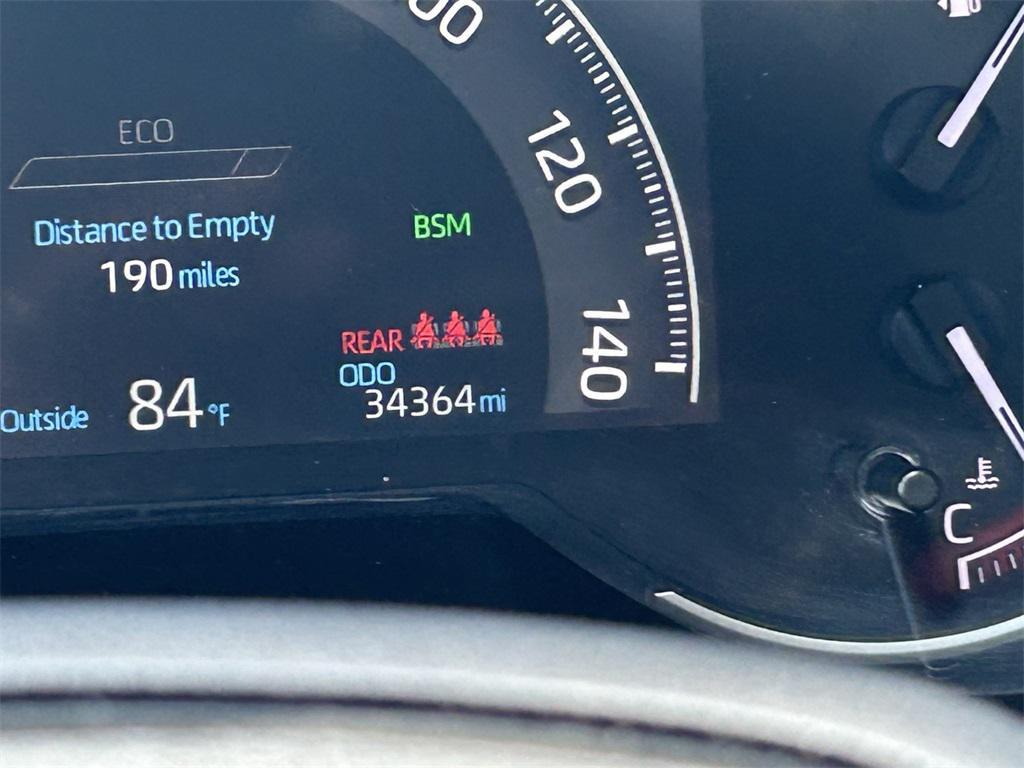 ECO
Distance to Empty
190 miles
BSM
REAR
ODO
34364 mi
Outside 84 °F
120
140
C